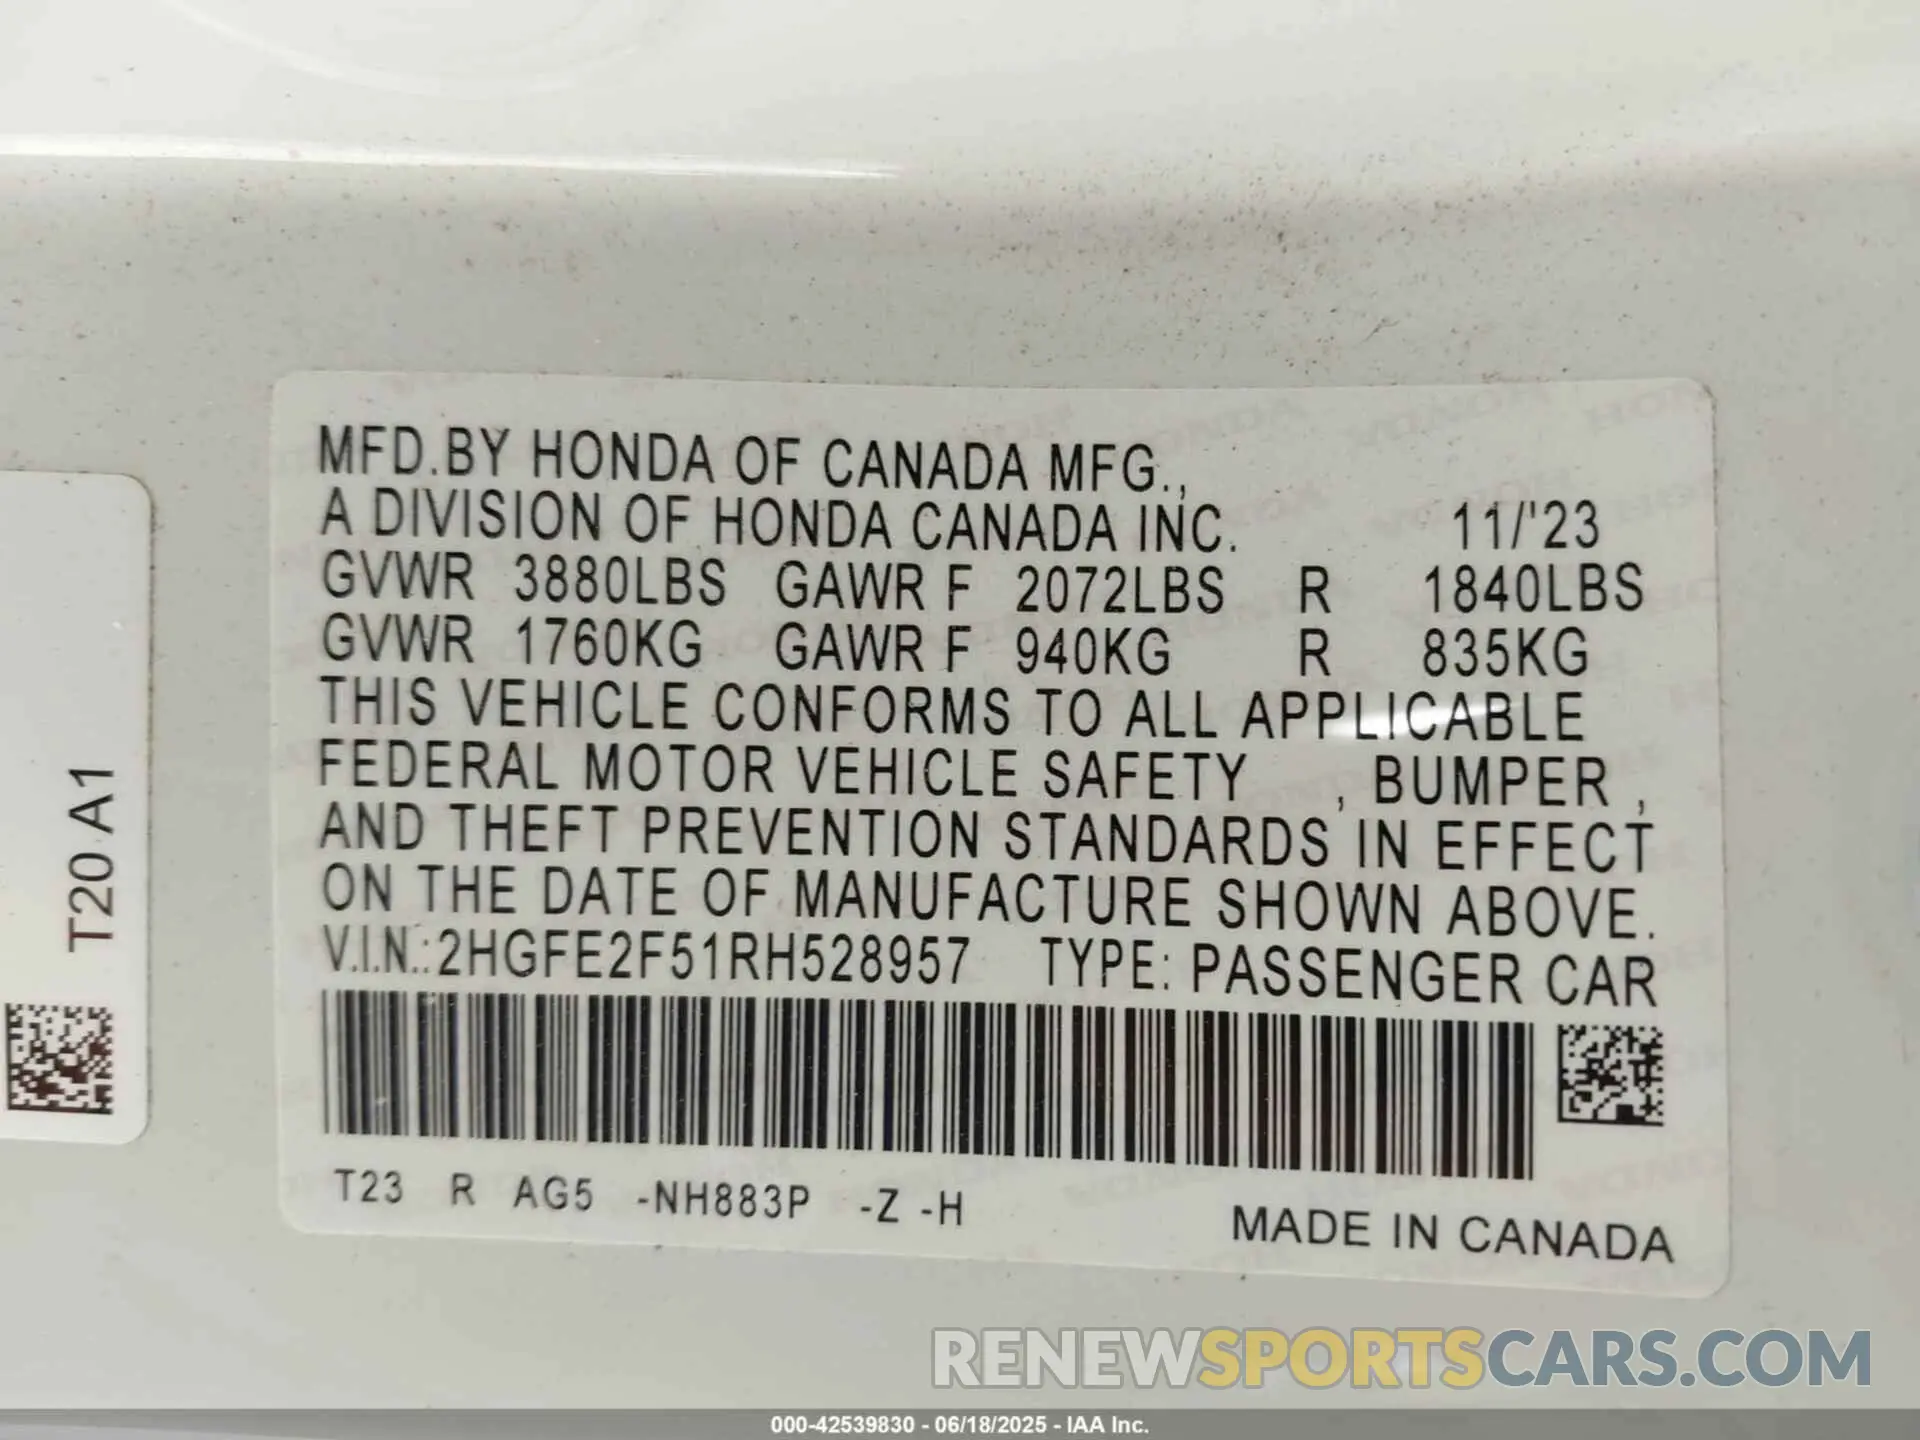 MFD.BY HONDA OF CANADA MFG.,
A DIVISION OF HONDA CANADA INC. 11/'23
GVWR 3880LBS GAWR F 2072LBS R 1840LBS
GVWR 1760KG GAWR F 940KG R 835KG
THIS VEHICLE CONFORMS TO ALL APPLICABLE
FEDERAL MOTOR VEHICLE SAFETY , BUMPER ,
AND THEFT PREVENTION STANDARDS IN EFFECT
ON THE DATE OF MANUFACTURE SHOWN ABOVE.
V.I.N.:2HGFE2F51RH528957 TYPE: PASSENGER CAR
T23 R AG5 -NH883P -Z -H
MADE IN CANADA
T20 A1
RENEWSPORTSCARS.COM
000-42539830 - 06/18/2025 - IAA Inc.